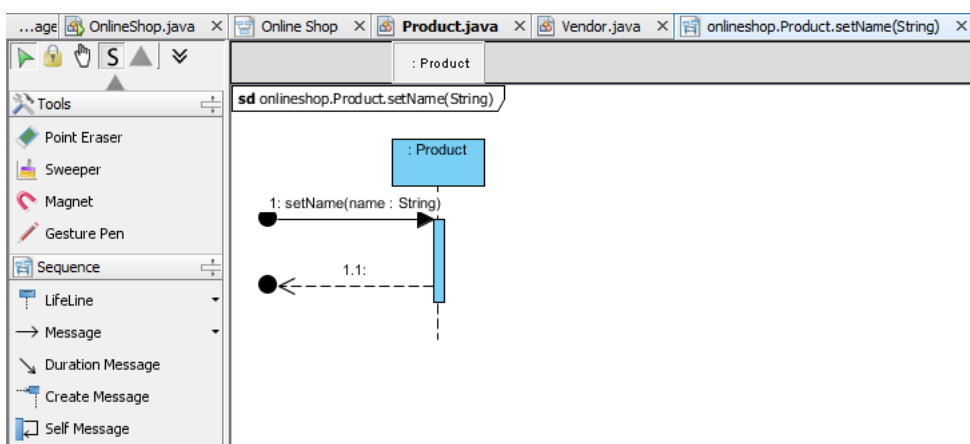 ...age OnlineShop.java X Online Shop X Product.java X Vendor.java X onlineshop.Product.setName(String) X
S
: Product
Tools
sd onlineshop.Product.setName(String)
Point Eraser
Sweeper
Magnet
Gesture Pen
: Product
1: setName(name : String)
Sequence
1.1:
LifeLine
Message
Duration Message
Create Message
Self Message